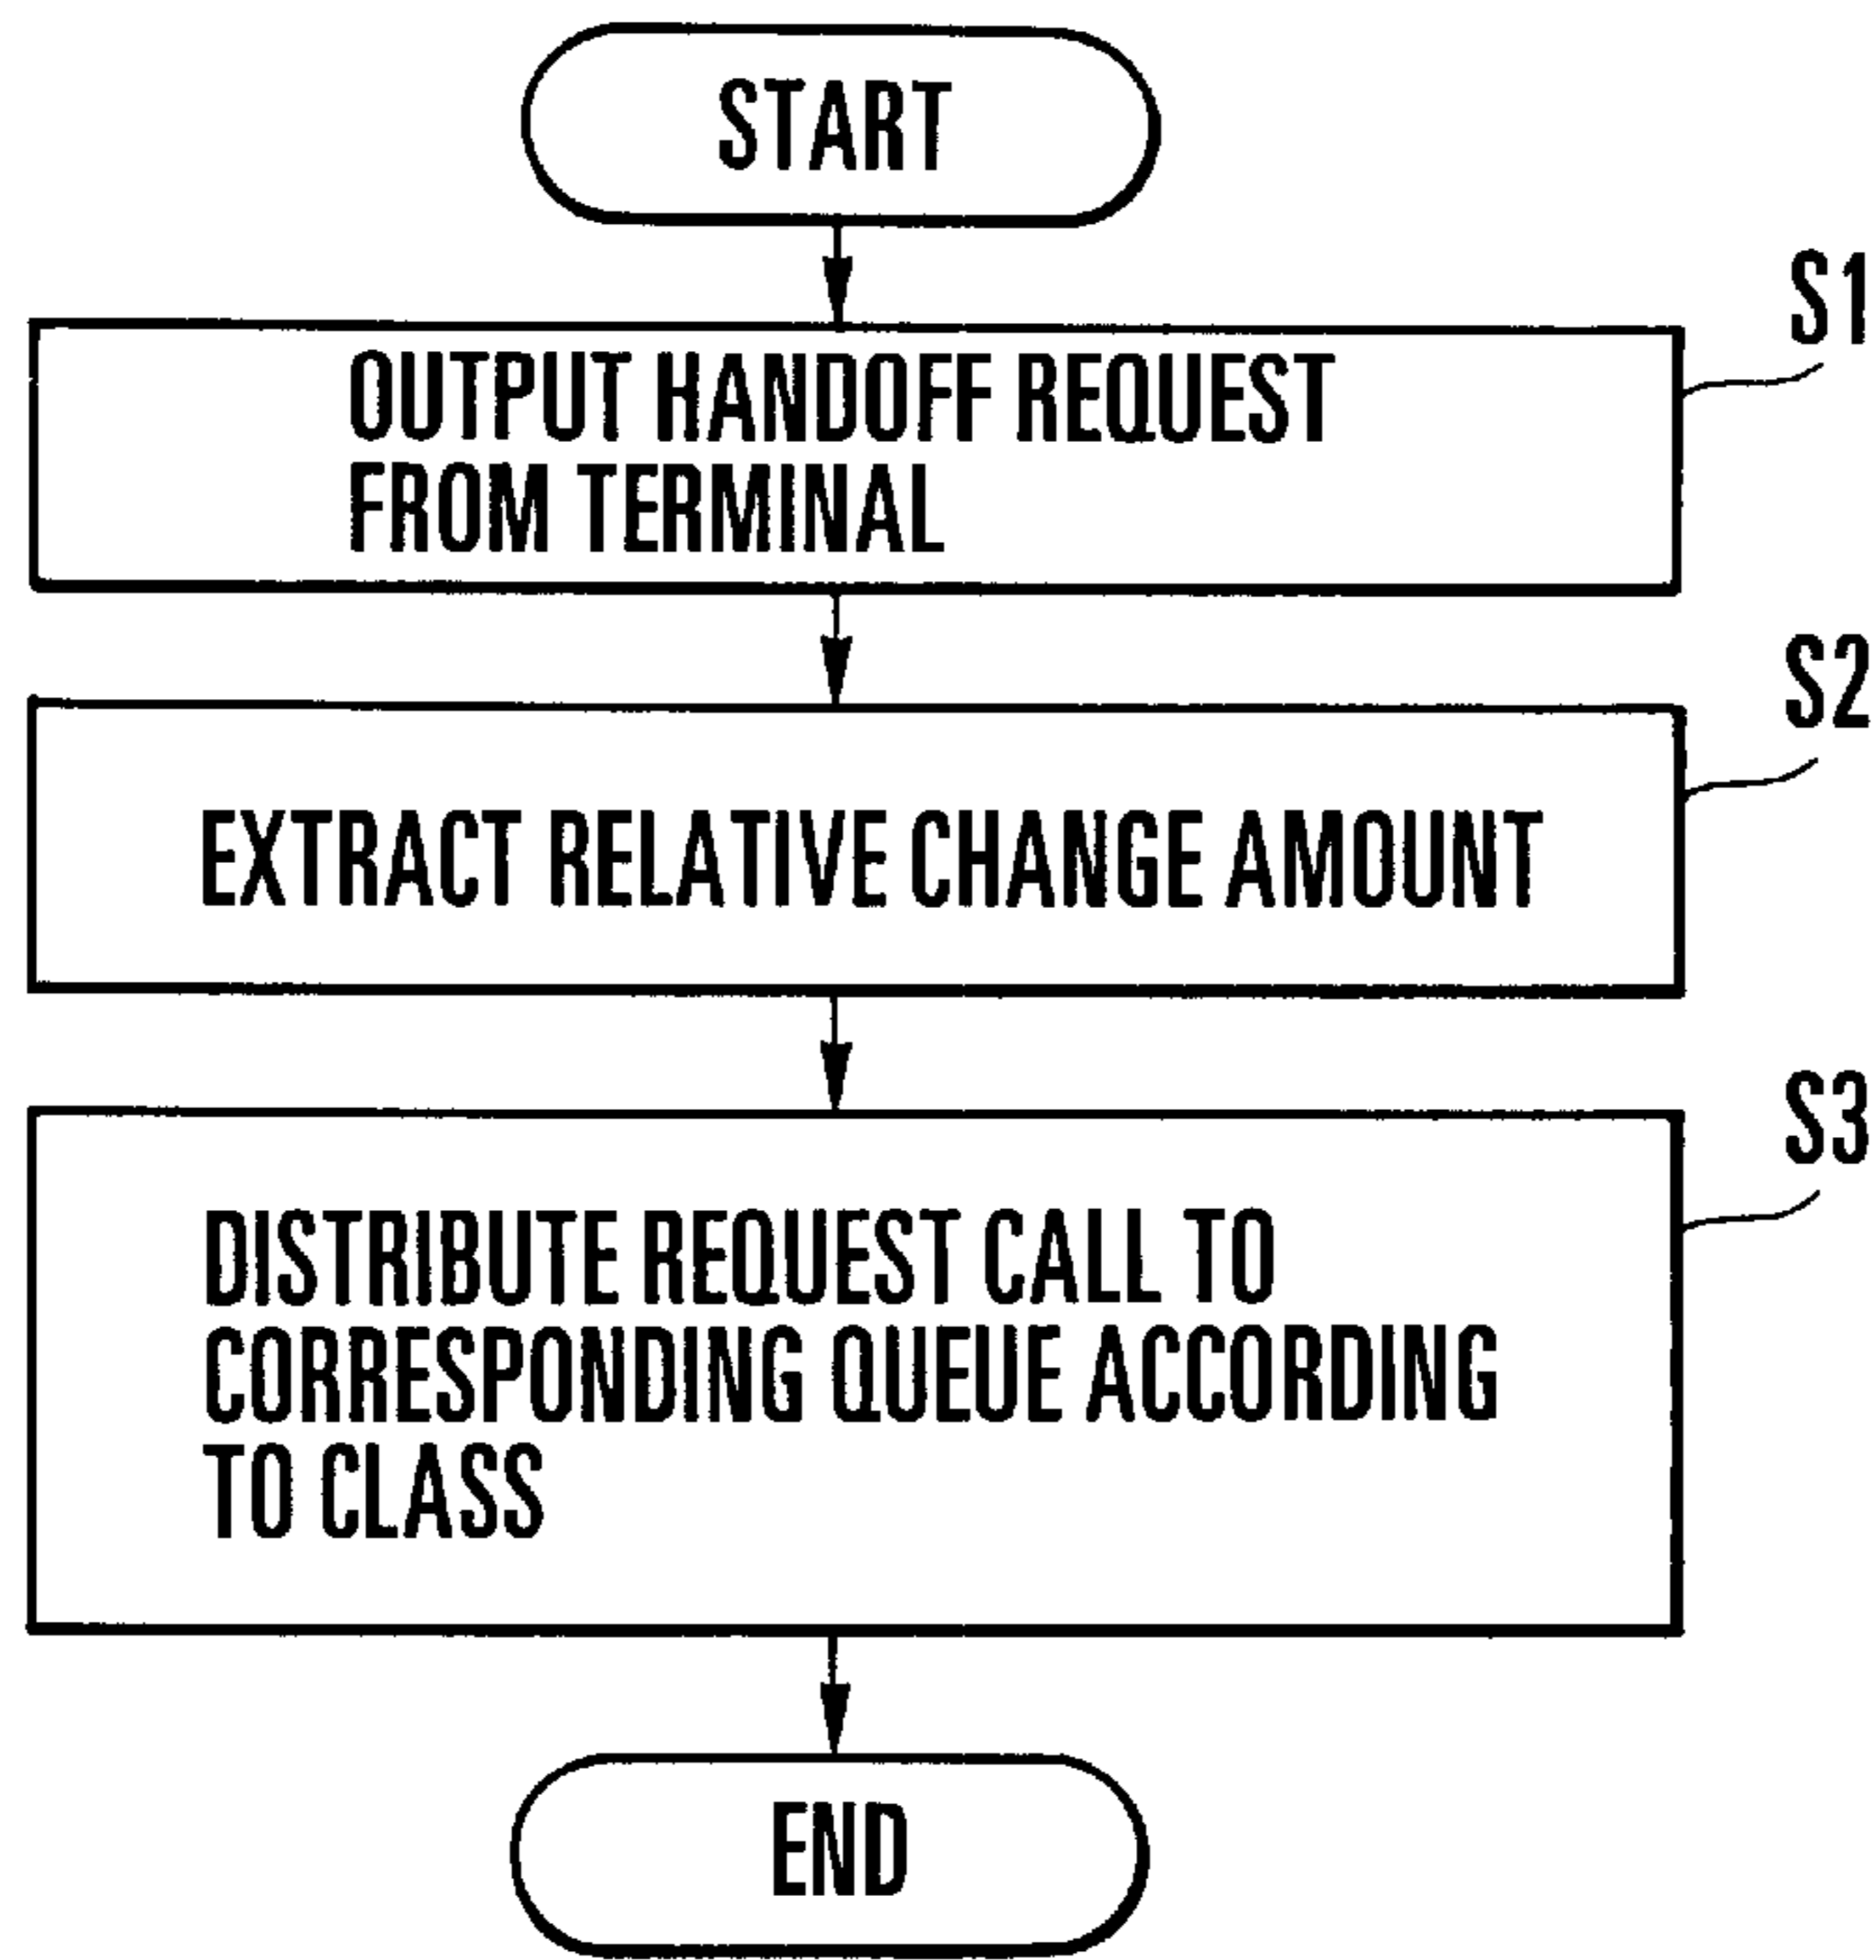 START
S1
OUTPUT HANDOFF REQUEST
FROM TERMINAL
S2
EXTRACT RELATIVE CHANGE AMOUNT
S3
DISTRIBUTE REQUEST CALL TO
CORRESPONDING QUEUE ACCORDING
TO CLASS
END